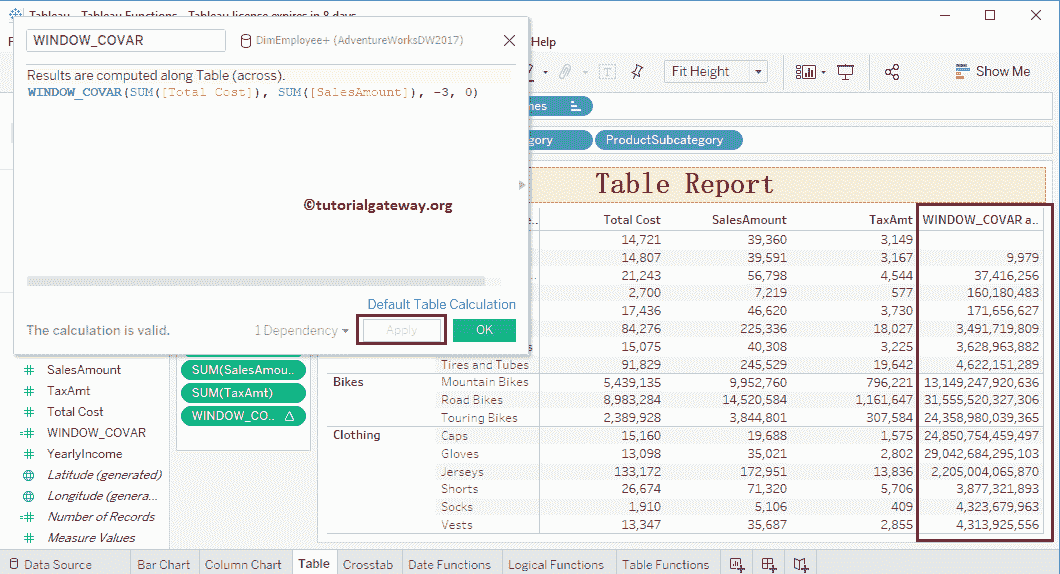 Tableau - Tableau Functions - Tableau license expires in 8 days
WINDOW_COVAR
DimEmployee+ (AdventureWorksDW2017)
Help
Results are computed along Table (across).
WINDOW_COVAR(SUM([Total Cost]), SUM([SalesAmount]), -3, 0)
Fit Height
Show Me
ProductSubcategory
©tutorialgateway.org
Table Report
Default Table Calculation
The calculation is valid.
1 Dependency
Apply
OK
Total Cost SalesAmount TaxAmt WINDOW_COVAR a..
14,721 39,360 3,149
14,807 39,591 3,167 9,979
21,243 56,798 4,544 37,416,256
2,700 7,219 577 160,180,483
17,436 46,620 3,730 171,656,627
84,276 225,336 18,027 3,491,719,809
15,075 40,308 3,225 3,628,963,882
Tires and Tubes 91,829 245,529 19,642 4,622,151,289
Bikes Mountain Bikes 5,439,135 9,952,760 796,221 13,149,247,920,636
Road Bikes 8,983,284 14,520,584 1,161,647 31,555,520,327,306
Touring Bikes 2,389,928 3,844,801 307,584 24,358,980,039,365
Clothing Caps 15,160 19,688 1,575 24,850,754,459,497
Gloves 13,098 35,021 2,802 29,042,684,295,103
Jerseys 133,172 172,951 13,836 2,205,004,065,870
Shorts 26,674 71,320 5,706 3,877,321,893
Socks 1,910 5,106 409 4,323,679,963
Vests 13,347 35,687 2,855 4,313,925,556
SalesAmount
TaxAmt
Total Cost
WINDOW_COVAR
YearlyIncome
Latitude (generated)
Longitude (genera...
Number of Records
Measure Values
SUM(SalesAmou..
SUM(TaxAmt)
WINDOW_CO..
Data Source
Bar Chart
Column Chart
Table
Crosstab
Date Functions
Logical Functions
Table Functions